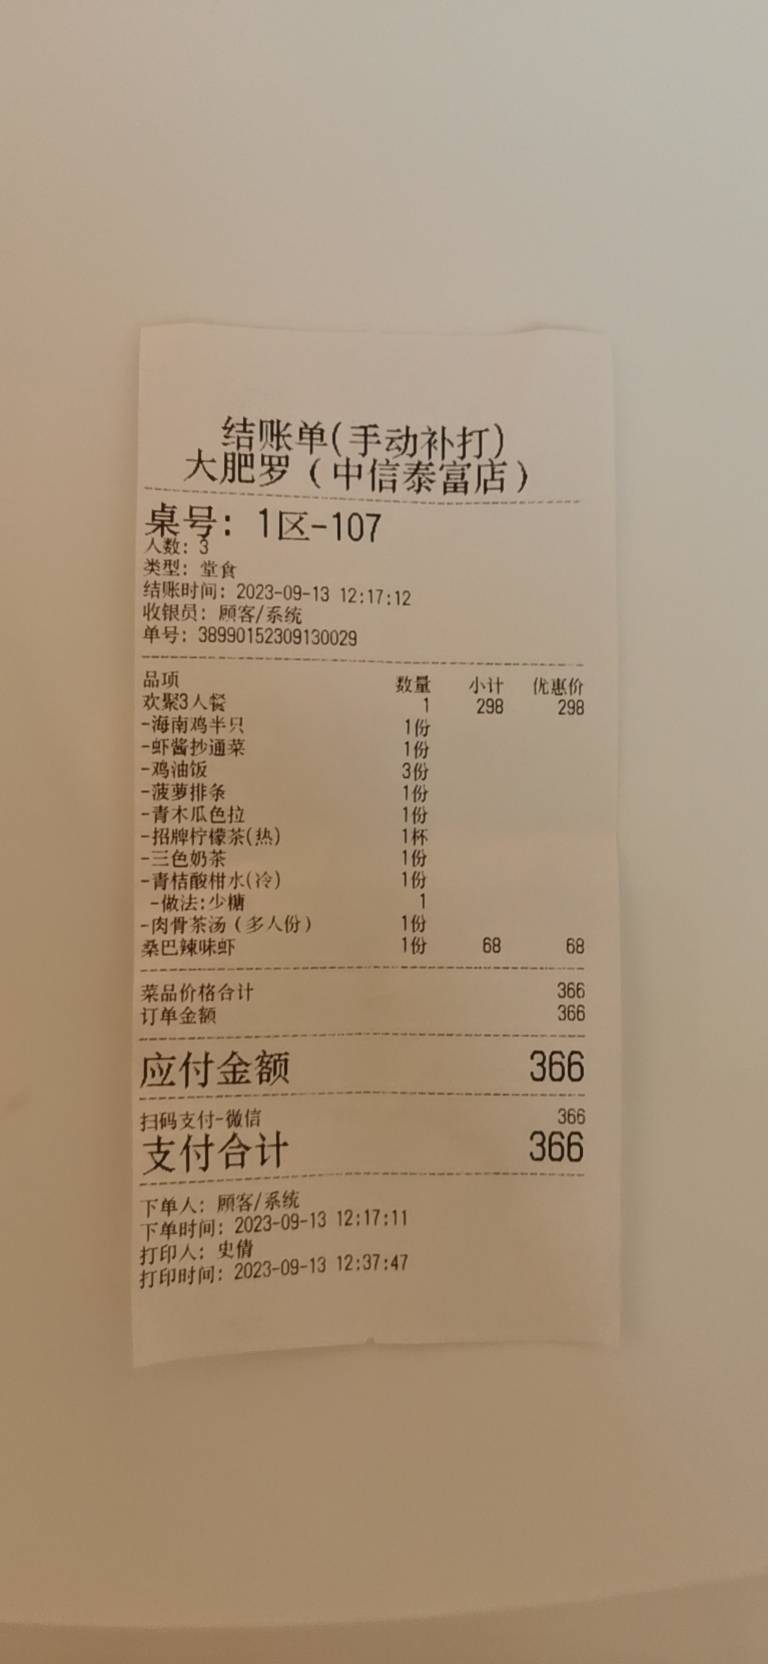 结账单(手动补打)
大肥罗(中信泰富店)
桌号: 1区-107
人数: 3
类型: 堂食
结账时间: 2023-09-13 12:17:12
收银员: 顾客/系统
单号: 38990152309130029
品项 数量 小计 优惠价
欢聚3人餐 1 298 298
-海南鸡半只 1份
-虾酱抄通菜 1份
-鸡油饭 3份
-菠萝排条 1份
-青木瓜色拉 1份
-招牌柠檬茶(热) 1杯
-三色奶茶 1份
-青桔酸柑水(冷) 1份
-做法:少糖 1
-肉骨茶汤(多人份) 1份
桑巴辣味虾 1份 68 68
菜品价格合计 366
订单金额 366
应付金额 366
扫码支付-微信 366
支付合计 366
下单人: 顾客/系统
下单时间: 2023-09-13 12:17:11
打印人: 史倩
打印时间: 2023-09-13 12:37:47